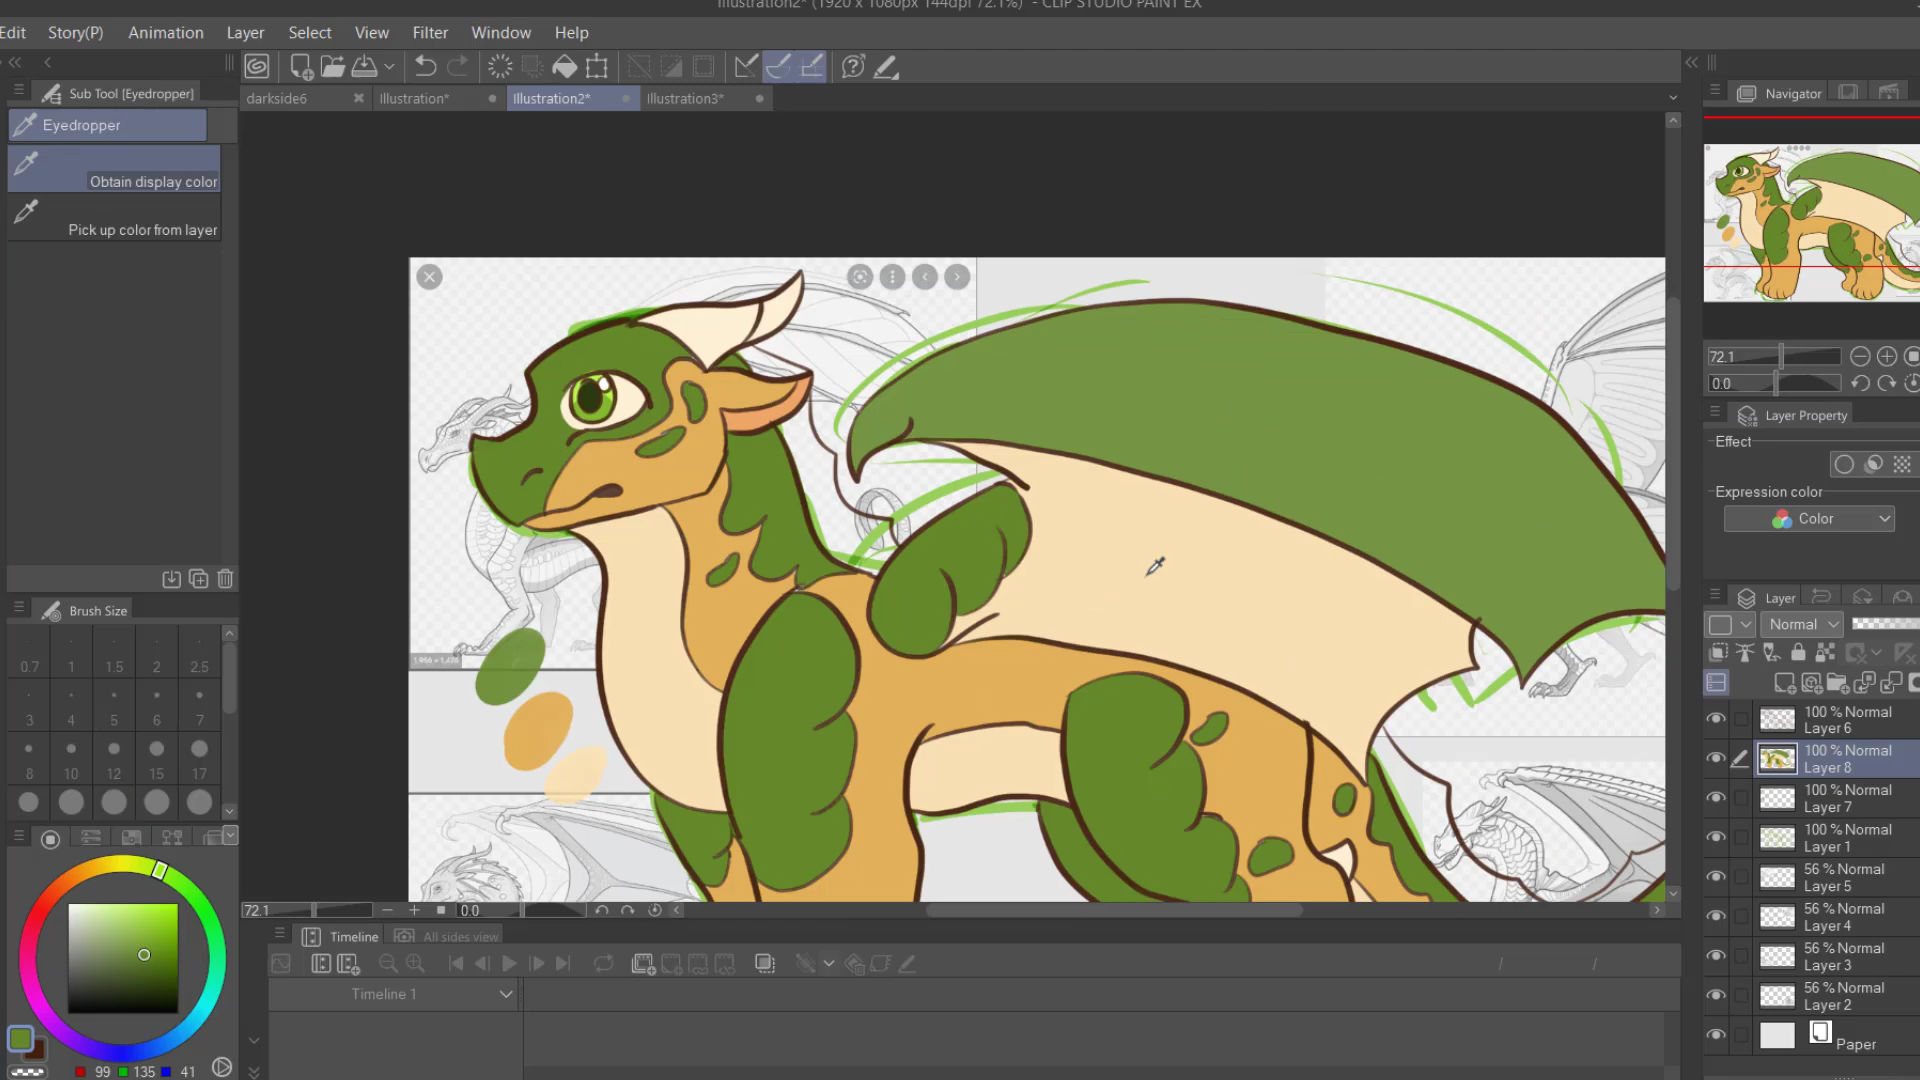 Illustration2* (1920 x 1080px 144dpi 72.1%) - CLIP STUDIO PAINT EX
Edit Story(P) Animation Layer Select View Filter Window Help
Sub Tool [Eyedropper]
darkside6 Illustration* Illustration2* Illustration3*
Navigator
Eyedropper
Obtain display color
Pick up color from layer
72.1
0.0
Layer Property
Effect
Expression color
Color
Brush Size
0.7 1 1.5 2 2.5
3 4 5 6 7
8 10 12 15 17
Layer
Normal
100 % Normal
Layer 6
100 % Normal
Layer 8
100 % Normal
Layer 7
100 % Normal
Layer 1
56 % Normal
Layer 5
56 % Normal
Layer 4
56 % Normal
Layer 3
56 % Normal
Layer 2
Paper
72.1 0.0
Timeline All sides view
/ /
Timeline 1
99 135 41